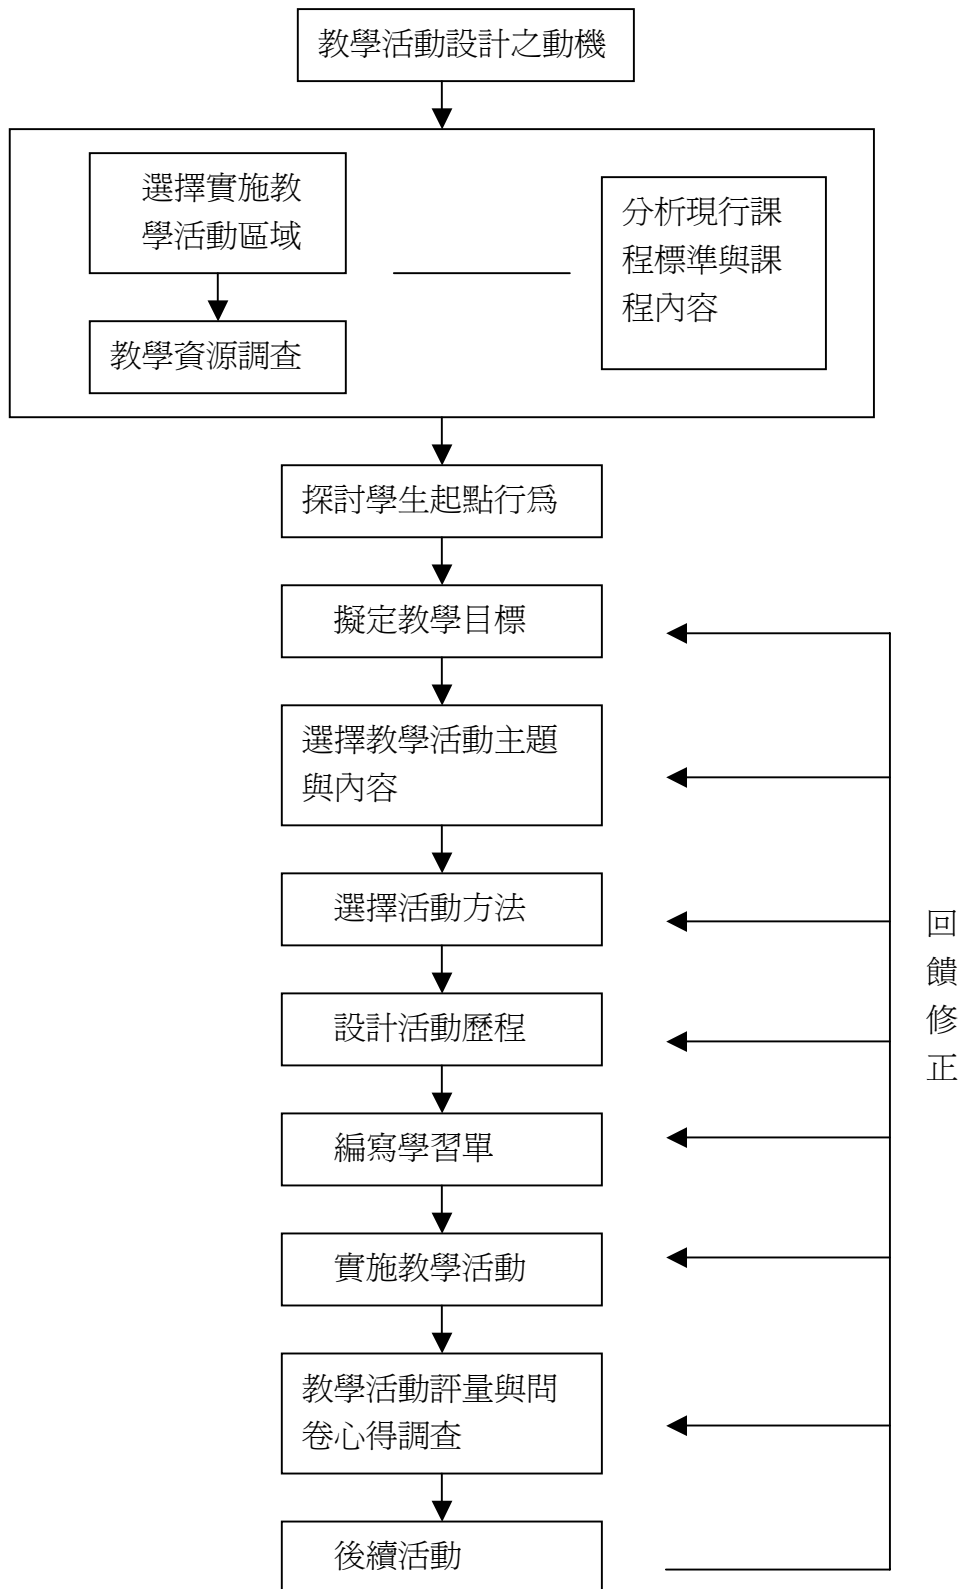 教學活動設計之動機
選擇實施教
學活動區域
分析現行課
程標準與課
程內容
教學資源調查
探討學生起點行為
擬定教學目標
選擇教學活動主題
與內容
選擇活動方法
設計活動歷程
編寫學習單
實施教學活動
教學活動評量與問
卷心得調查
後續活動
回
饋
修
正